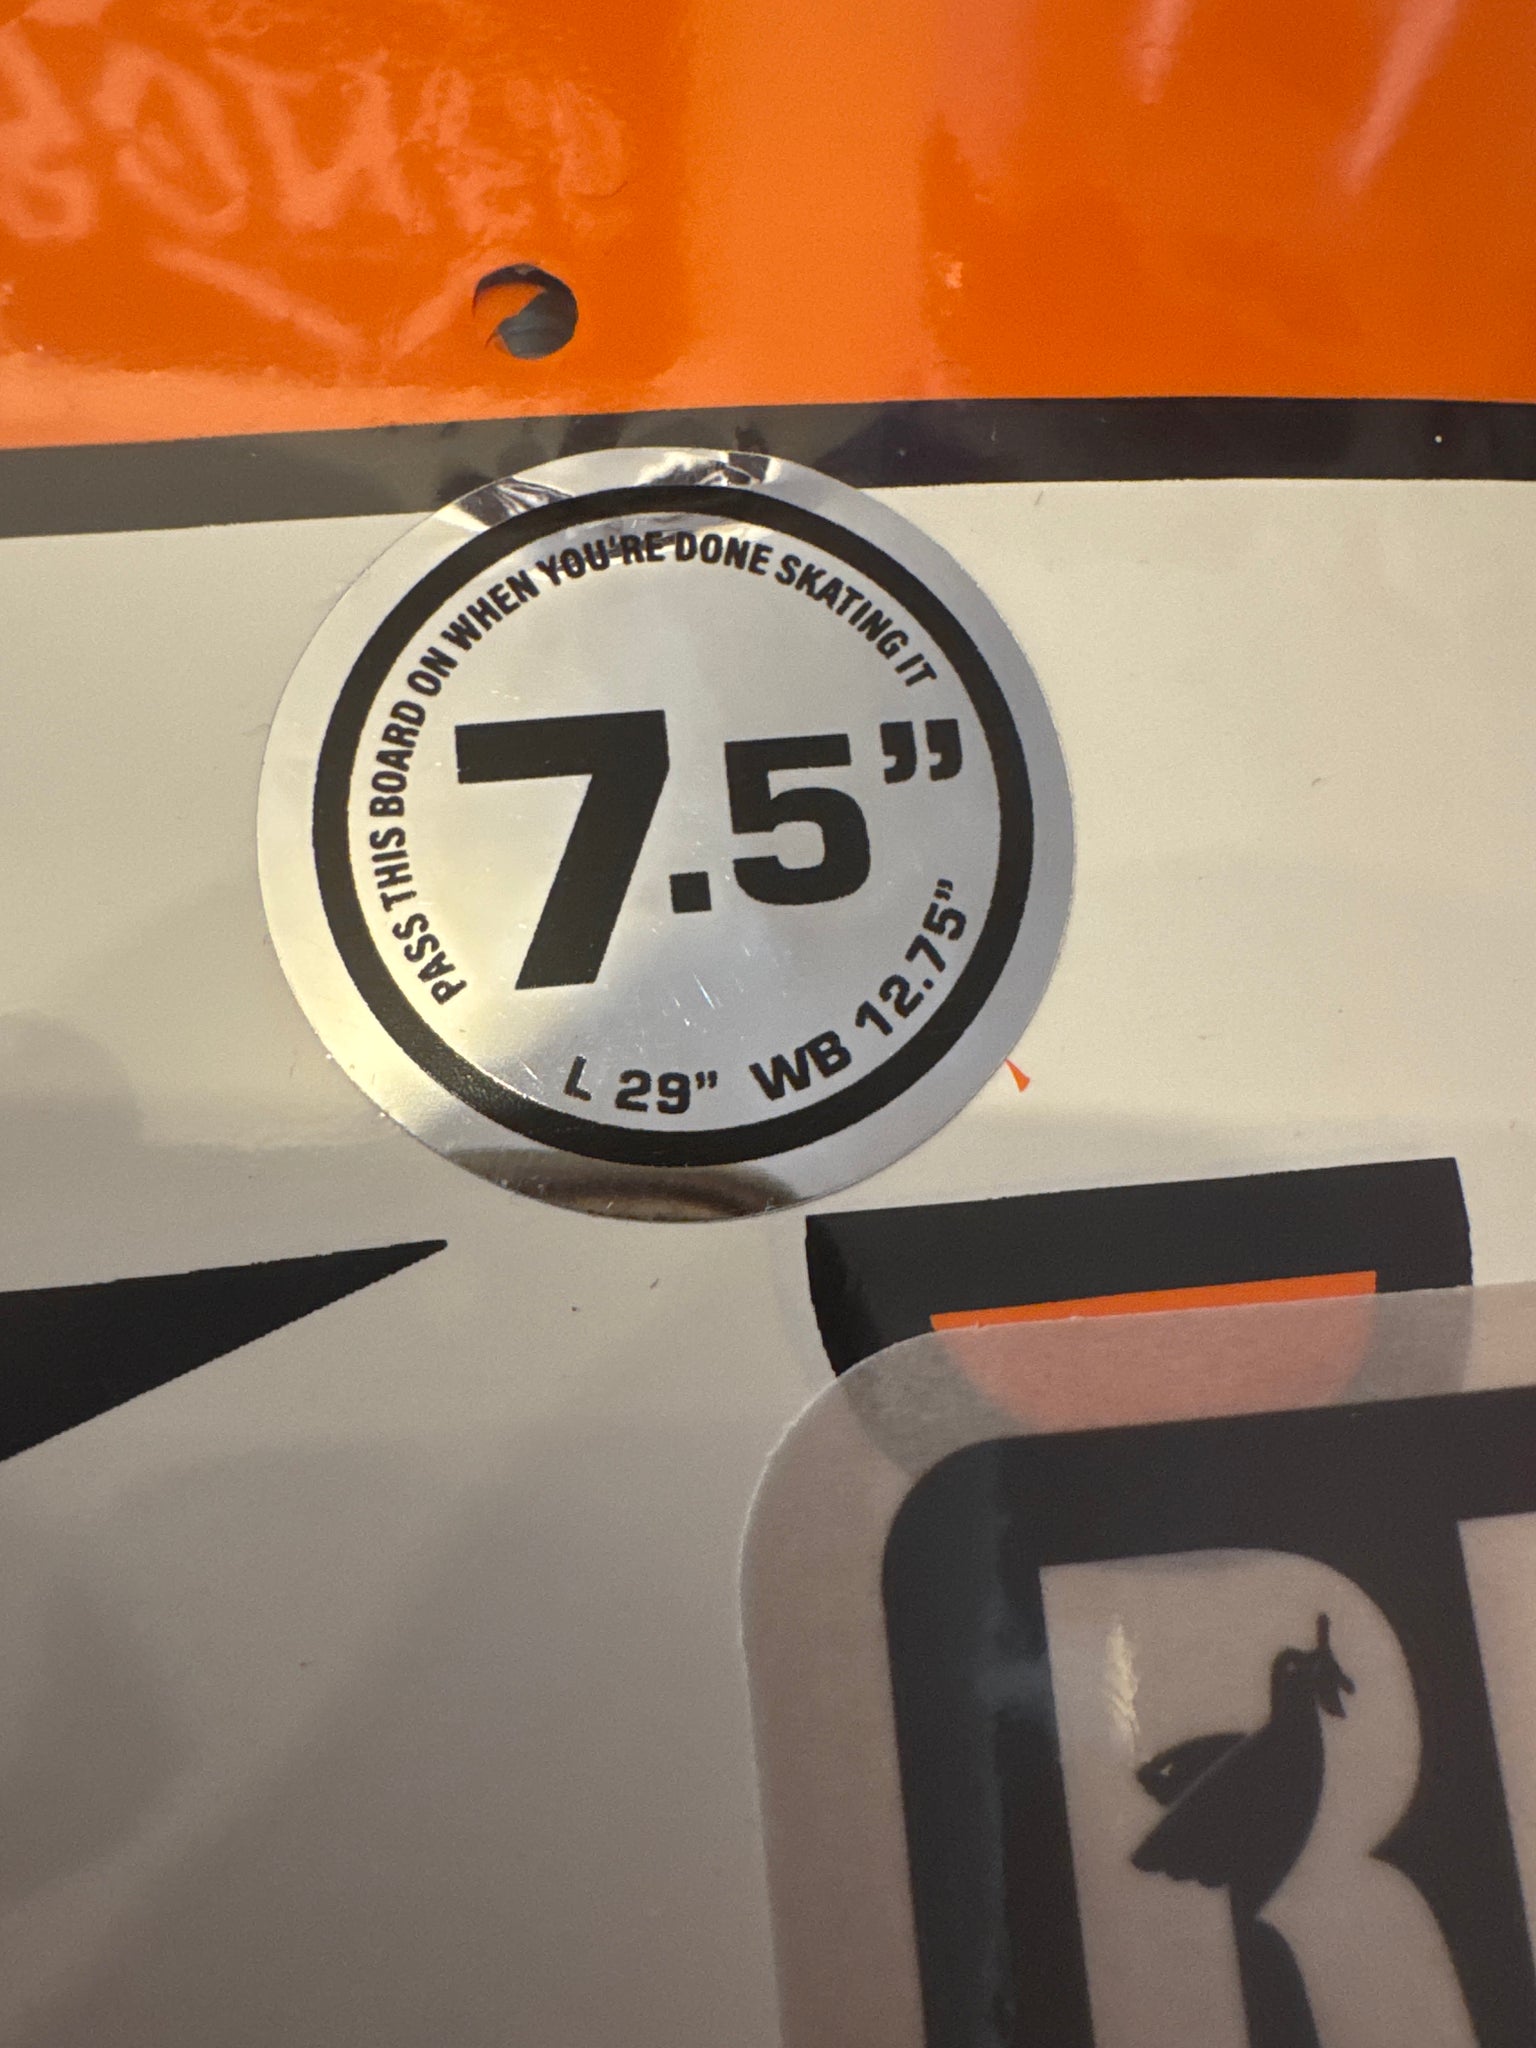 PASS THIS BOARD ON WHEN YOU'RE DONE SKATING IT
7.5”
L 29” WB 12.75”
R